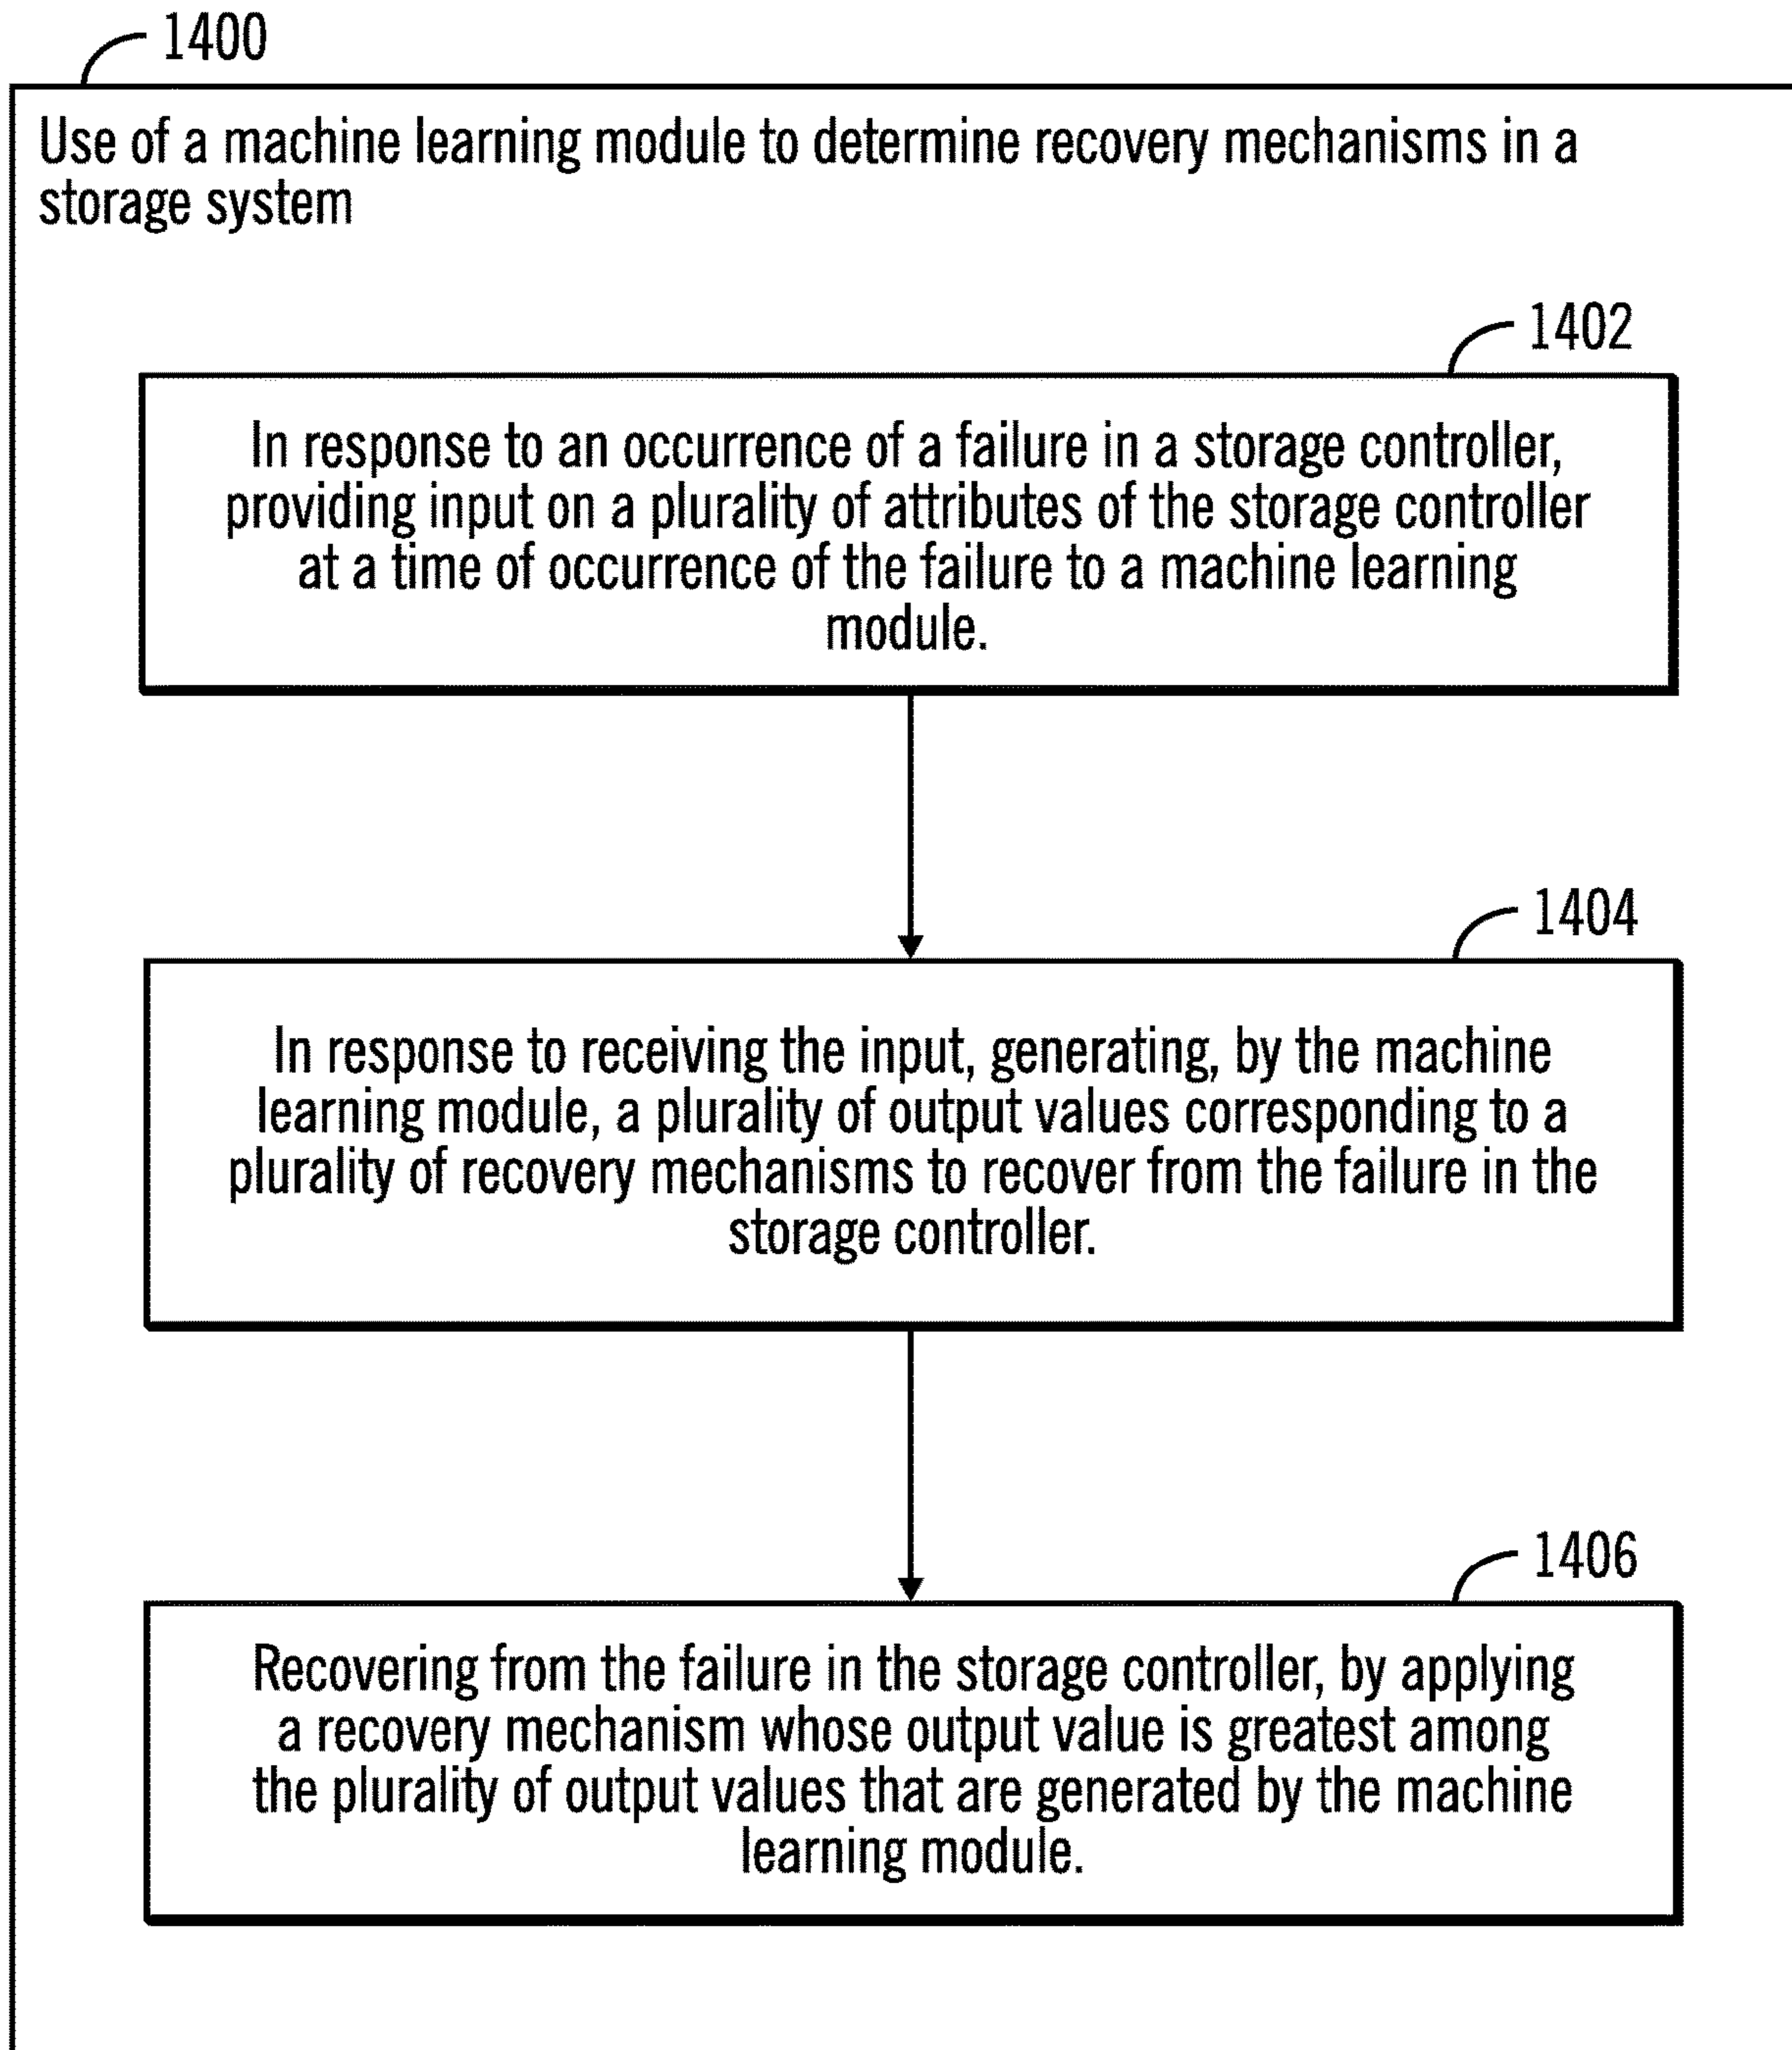 1400
Use of a machine learning module to determine recovery mechanisms in a
storage system
1402
In response to an occurrence of a failure in a storage controller,
providing input on a plurality of attributes of the storage controller
at a time of occurrence of the failure to a machine learning
module.
1404
In response to receiving the input, generating, by the machine
learning module, a plurality of output values corresponding to a
plurality of recovery mechanisms to recover from the failure in the
storage controller.
1406
Recovering from the failure in the storage controller, by applying
a recovery mechanism whose output value is greatest among
the plurality of output values that are generated by the machine
learning module.